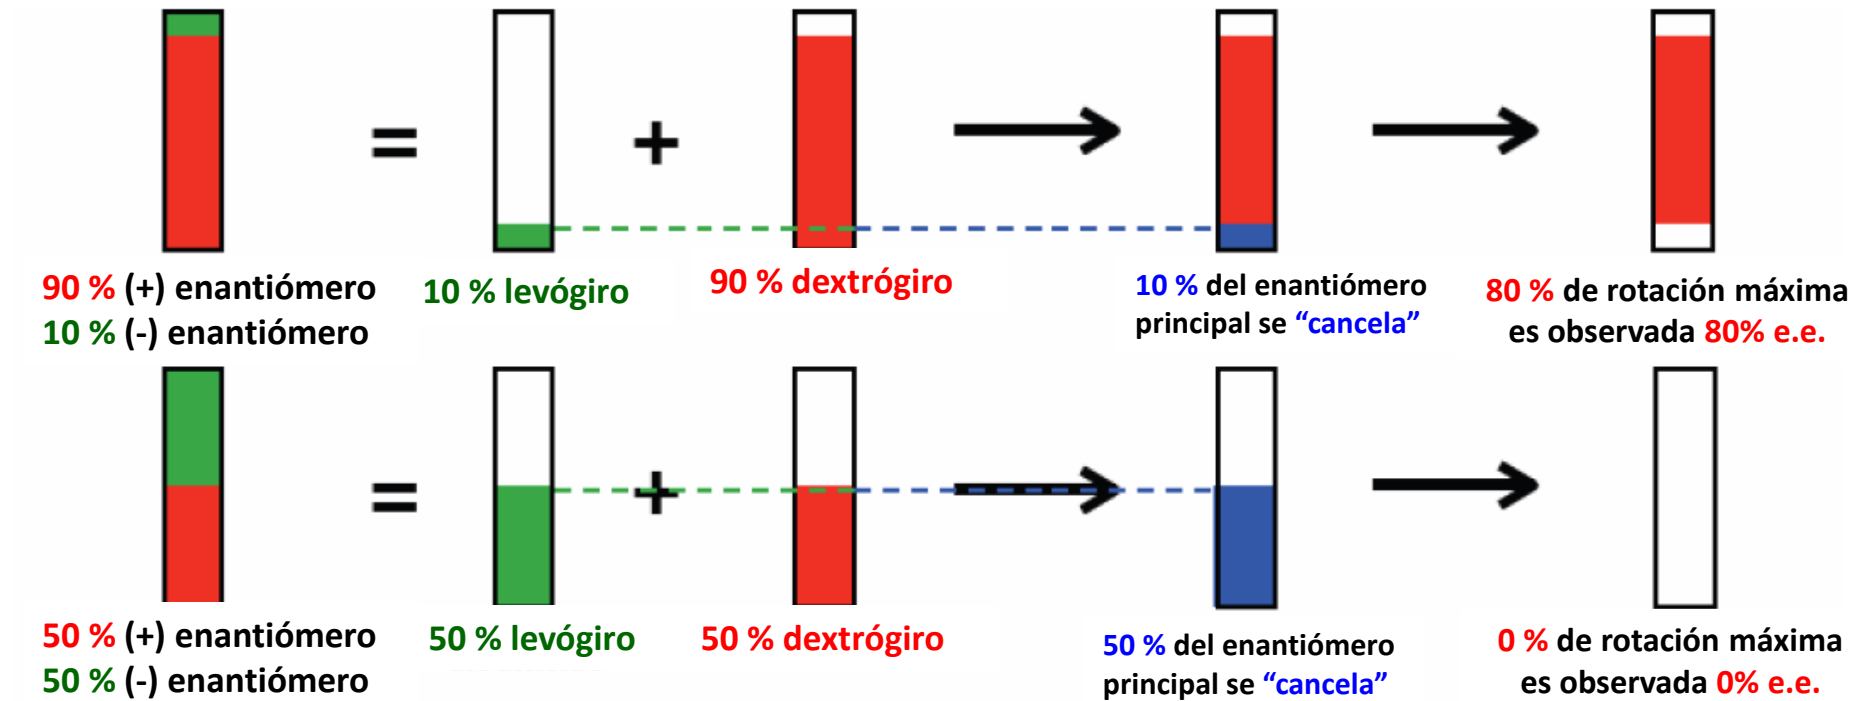 90 % (+) enantiómero
10 % (-) enantiómero
10 % levógiro
90 % dextrógiro
10 % del enantiómero
principal se “cancela”
80 % de rotación máxima
es observada 80% e.e.
50 % (+) enantiómero
50 % (-) enantiómero
50 % levógiro
50 % dextrógiro
50 % del enantiómero
principal se “cancela”
0 % de rotación máxima
es observada 0% e.e.